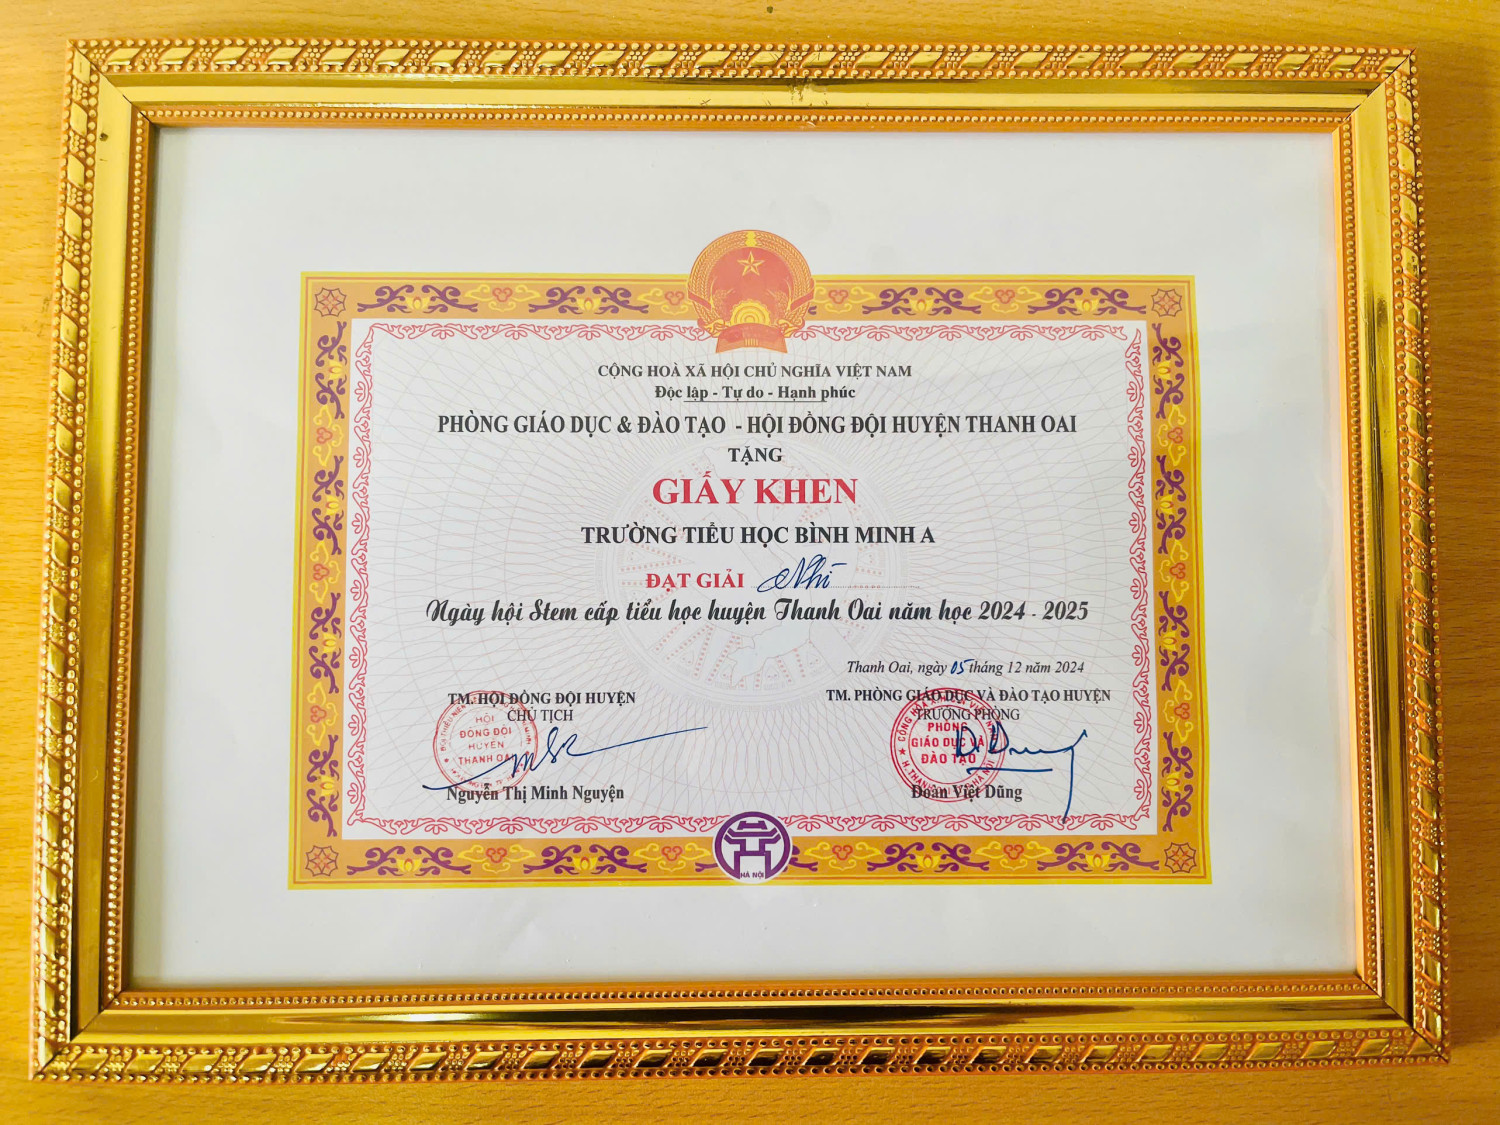 CỘNG HOÀ XÃ HỘI CHỦ NGHĨA VIỆT NAM
Độc lập - Tự do - Hạnh phúc
PHÒNG GIÁO DỤC & ĐÀO TẠO - HỘI ĐỒNG ĐỘI HUYỆN THANH OAI
TẶNG
GIẤY KHEN
TRƯỜNG TIỂU HỌC BÌNH MINH A
ĐẠT GIẢI Nhì
Ngày hội Stem cấp tiểu học huyện Thanh Oai năm học 2024 - 2025
Thanh Oai, ngày 05 tháng 12 năm 2024
TM. HỘI ĐỒNG ĐỘI HUYỆN
CHỦ TỊCH
HỘI
ĐỒNG ĐỘI
HUYỆN
THANH OAI
Nguyễn Thị Minh Nguyện
TM. PHÒNG GIÁO DỤC VÀ ĐÀO TẠO HUYỆN
TRƯỞNG PHÒNG
PHÒNG
GIÁO DỤC VÀ
ĐÀO TẠO
Đoàn Việt Dũng
HÀ NỘI